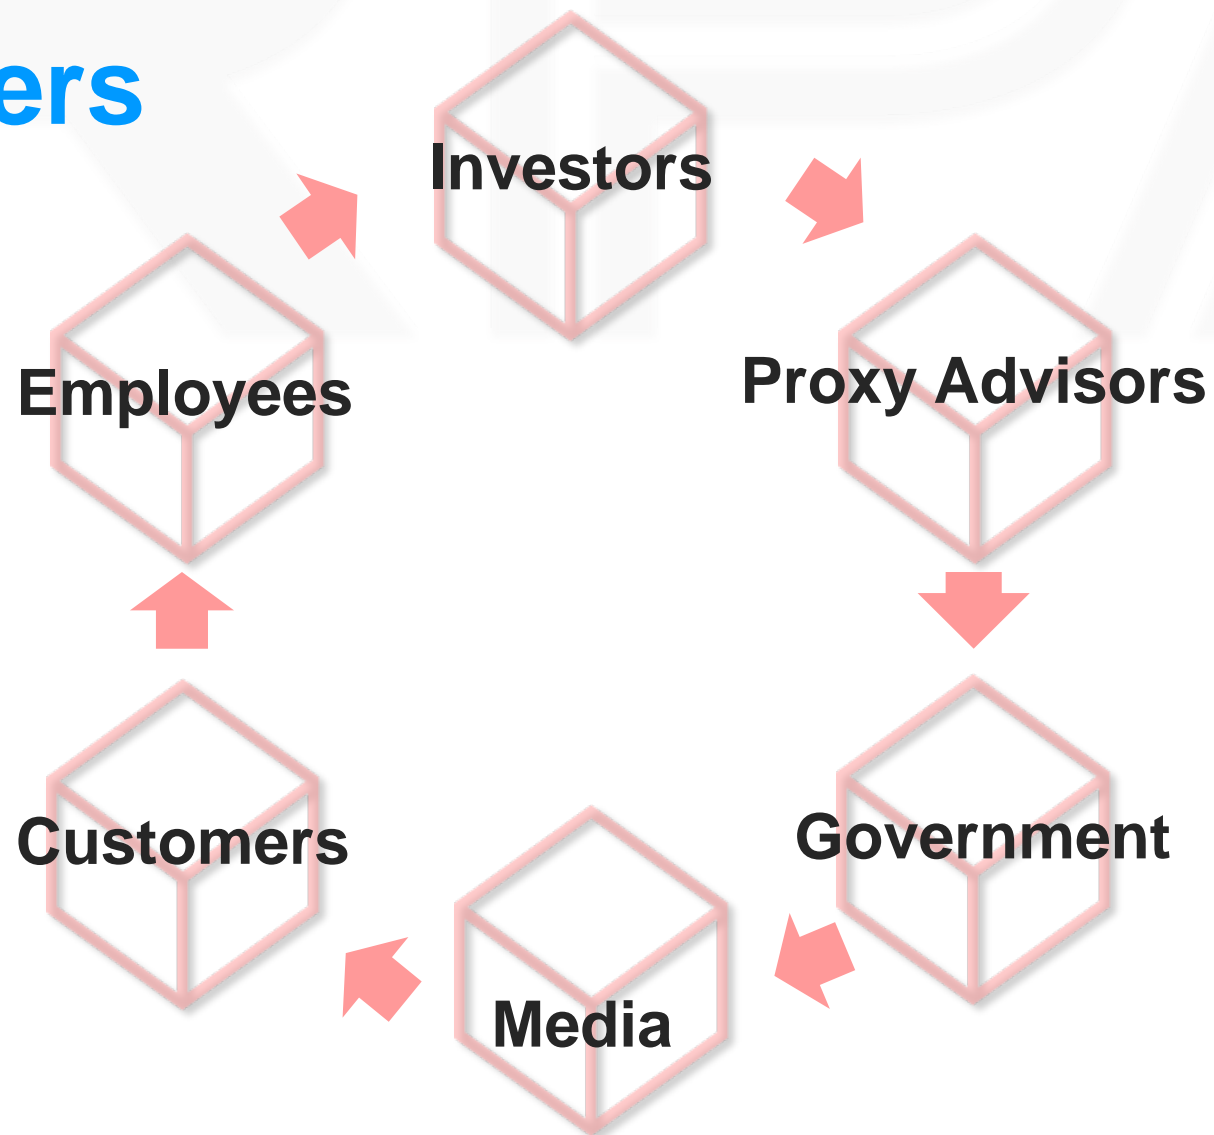 ers
Investors
Proxy Advisors
Employees
Government
Customers
Media